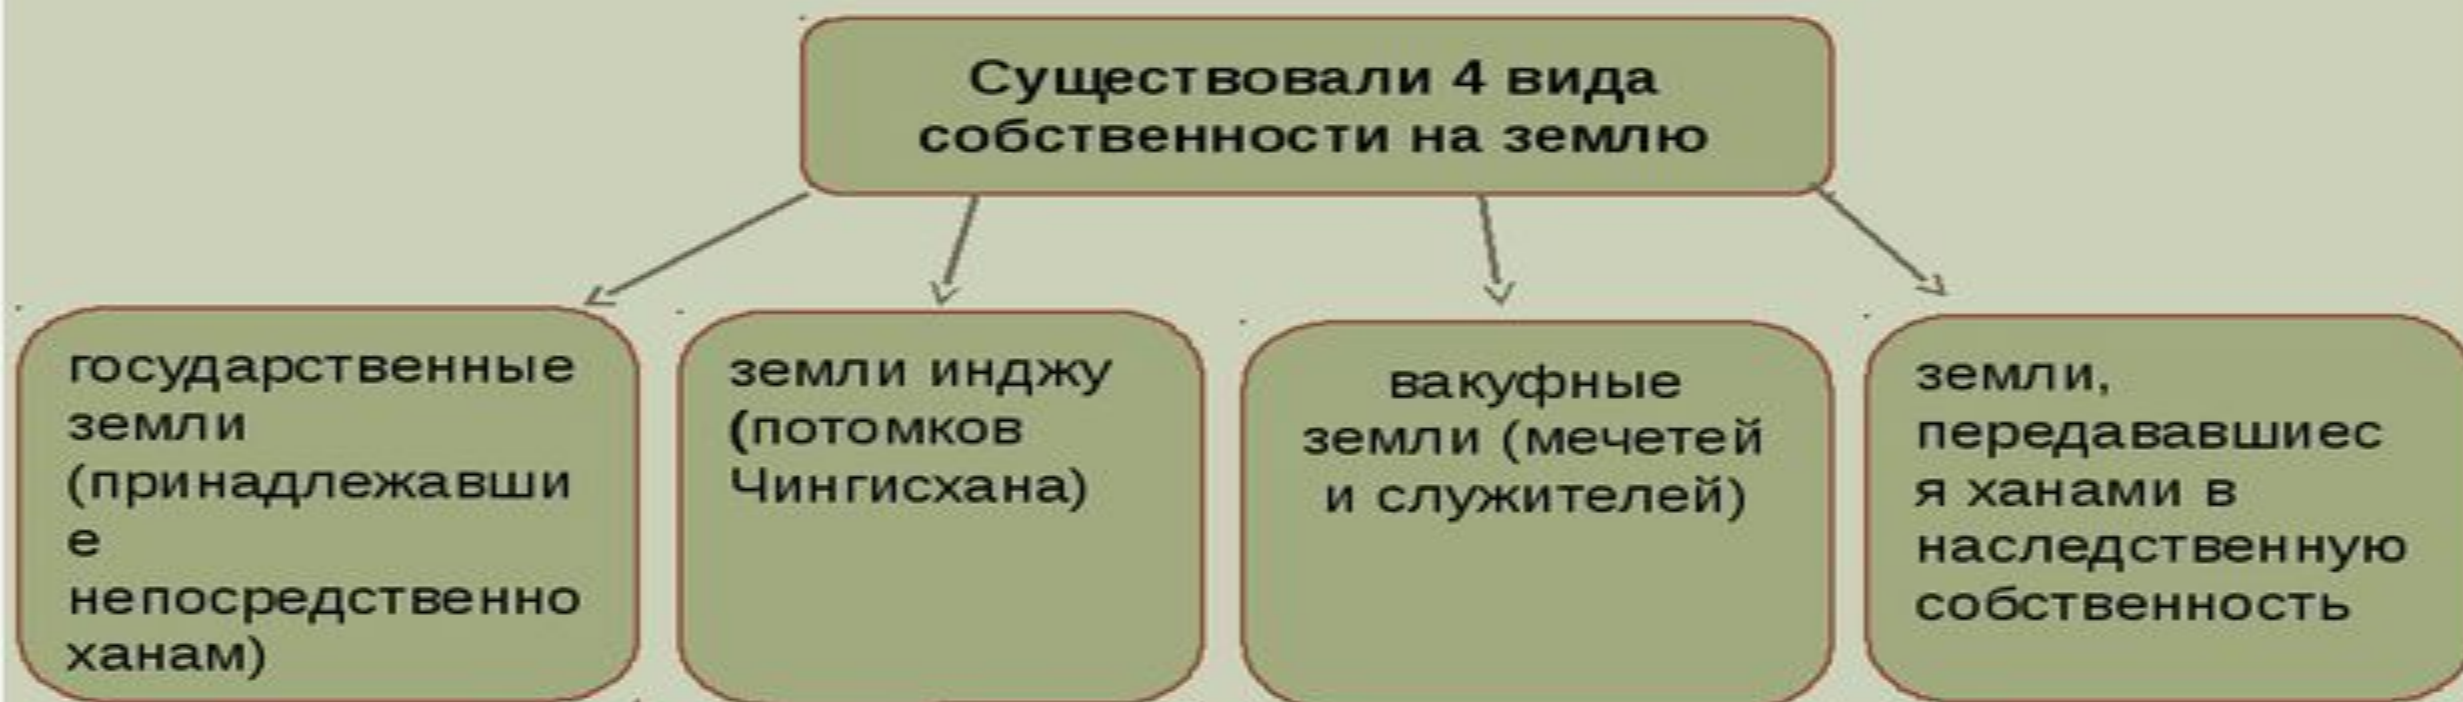 Существовали 4 вида
собственности на землю
государственные
земли
(принадлежавши
е
непосредственно
ханам)
земли инджу
(потомков
Чингисхана)
вакуфные
земли (мечетей
и служителей)
земли,
передававшиес
я ханами в
наследственную
собственность